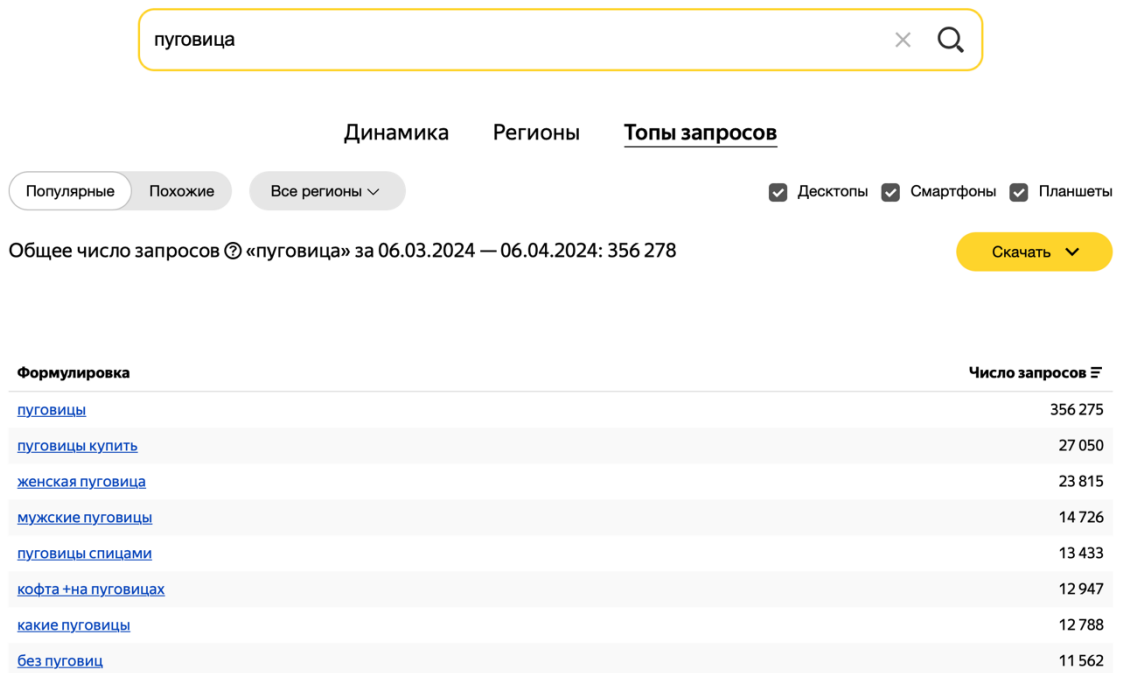 пуговица
Динамика Регионы Топы запросов
Популярные Похожие Все регионы Десктопы Смартфоны Планшеты
Общее число запросов ? «пуговица» за 06.03.2024 — 06.04.2024: 356 278 Скачать
Формулировка Число запросов
пуговицы 356 275
пуговицы купить 27 050
женская пуговица 23 815
мужские пуговицы 14 726
пуговицы спицами 13 433
кофта +на пуговицах 12 947
какие пуговицы 12 788
без пуговиц 11 562